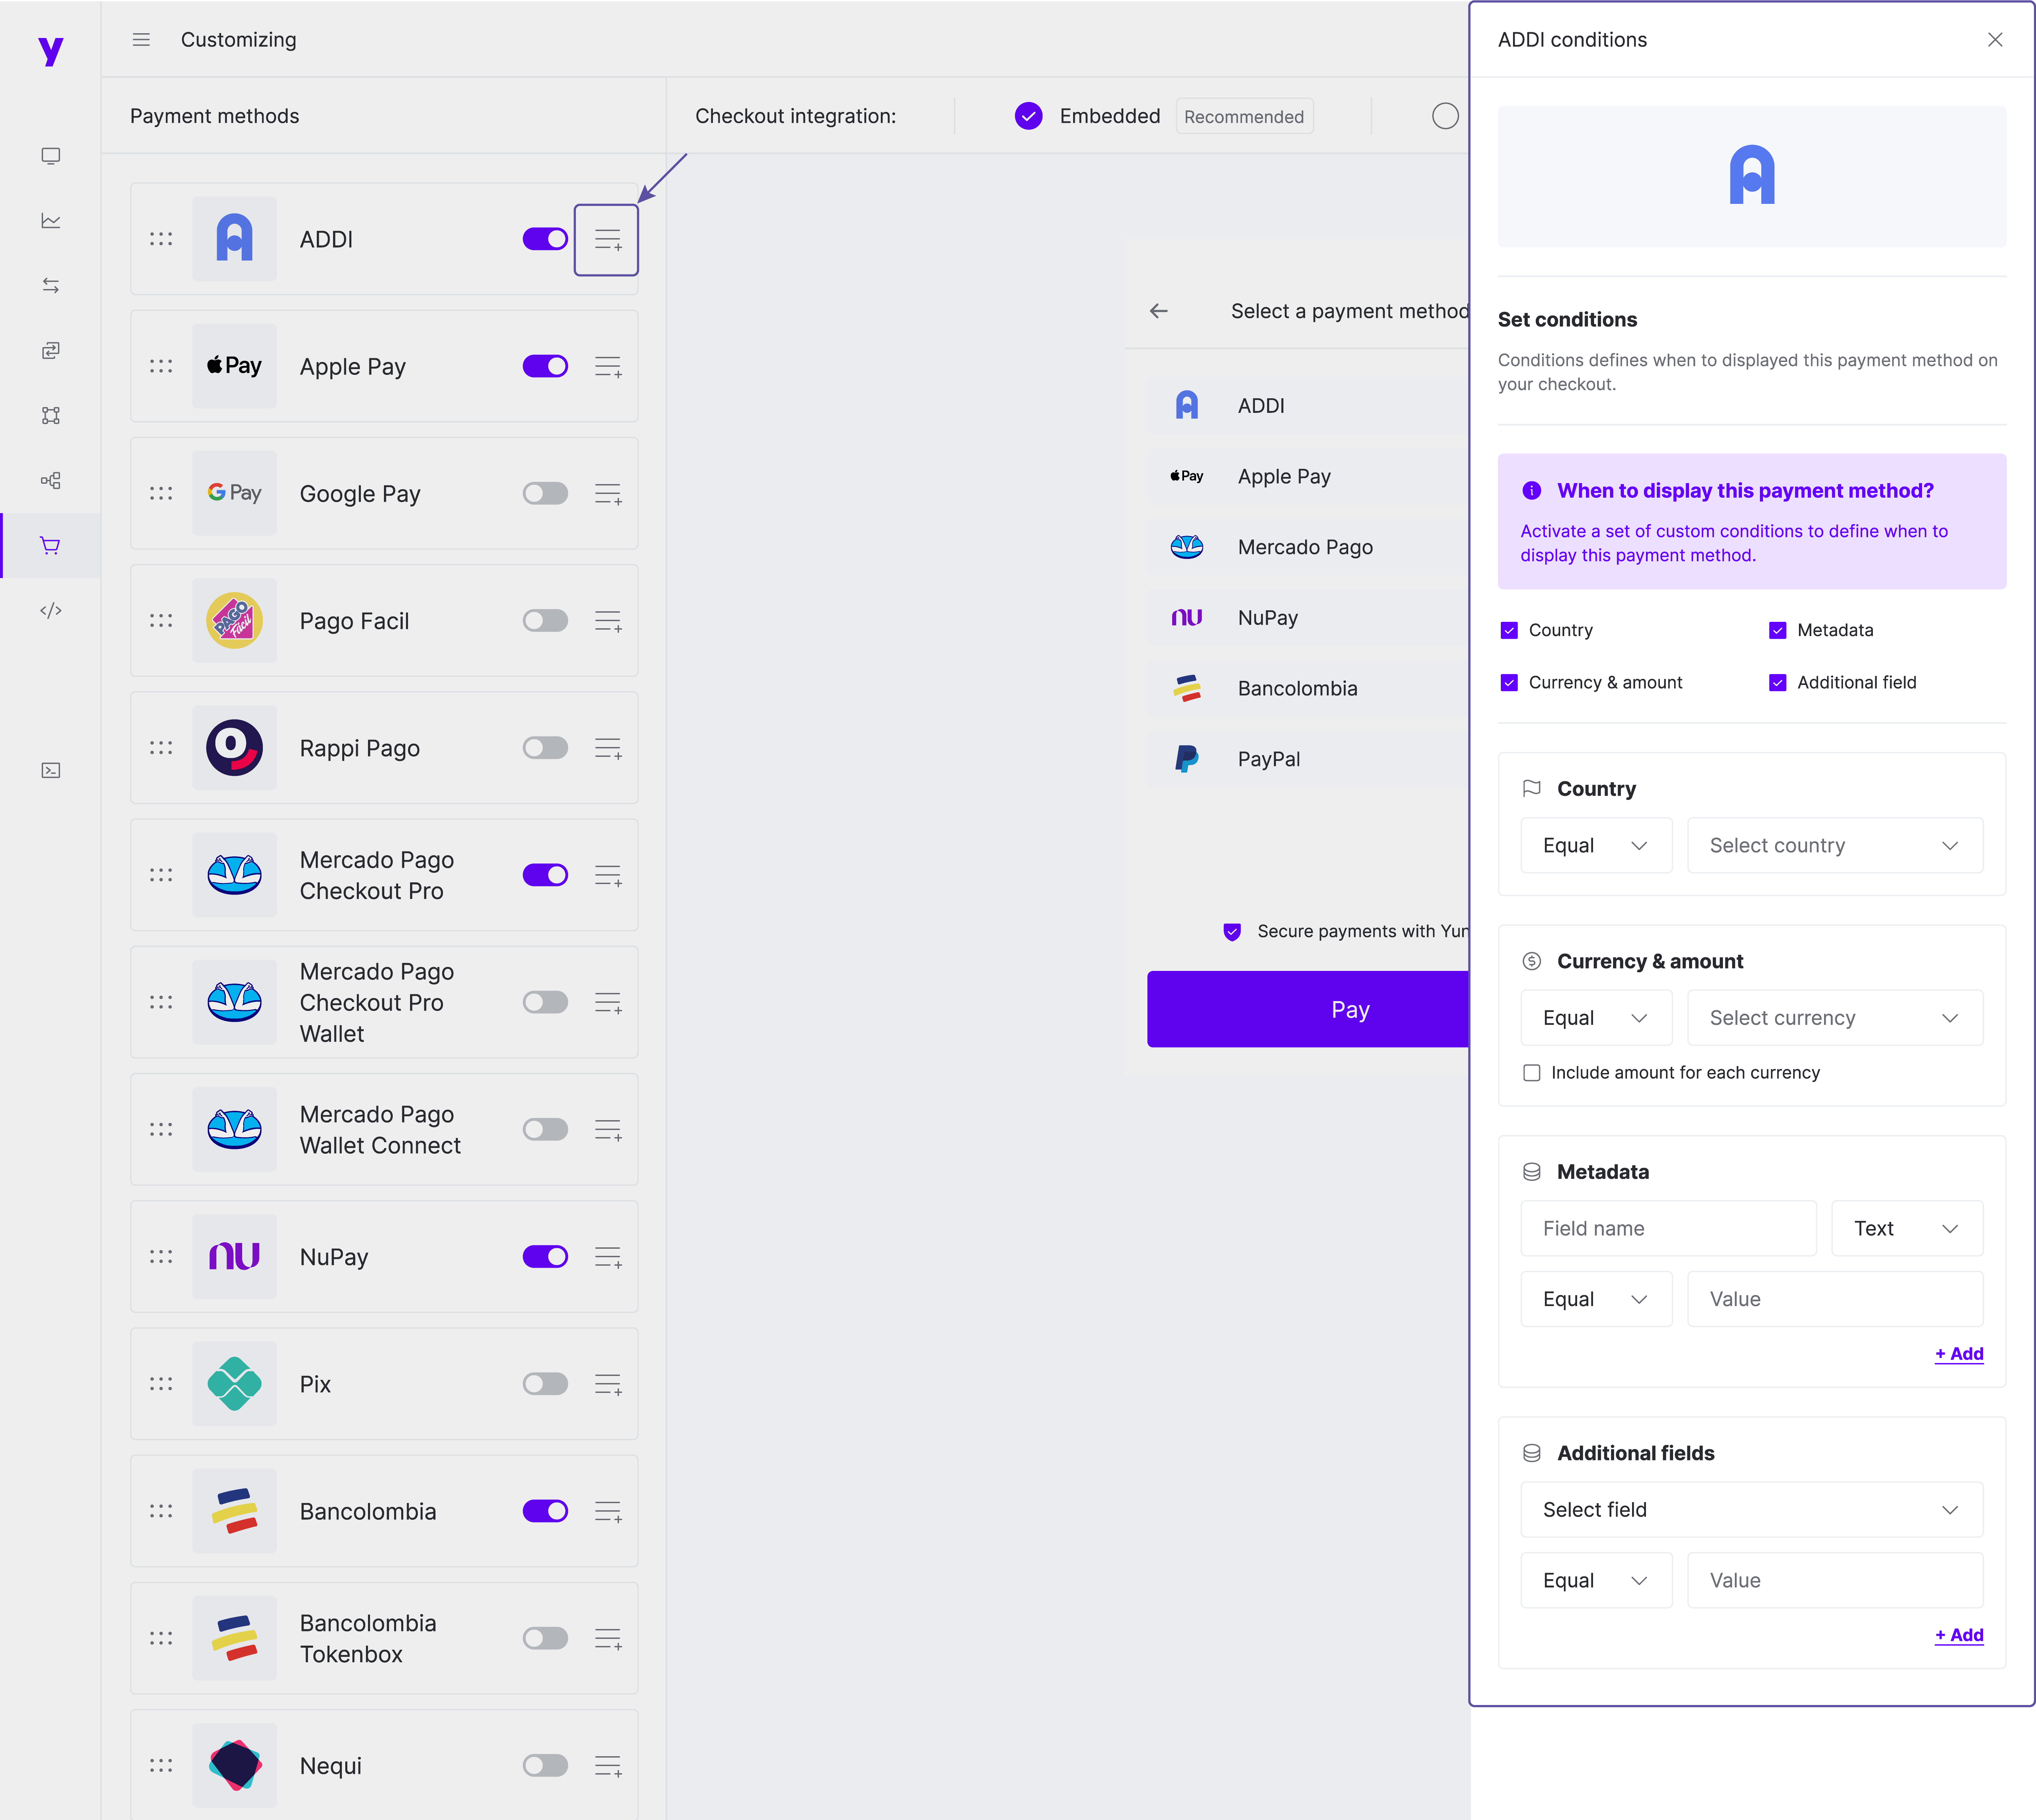 y
Customizing
Payment methods
ADDI
Pay
Apple Pay
G Pay
Google Pay
PAGO
Fácil
Pago Facil
Rappi Pago
Mercado Pago
Checkout Pro
Mercado Pago
Checkout Pro
Wallet
Mercado Pago
Wallet Connect
nu
NuPay
Pix
Bancolombia
Bancolombia
Tokenbox
Nequi
Checkout integration:
Embedded
Recommended
Select a payment method
ADDI
Pay
Apple Pay
Mercado Pago
nu
NuPay
Bancolombia
PayPal
Secure payments with Yun
Pay
ADDI conditions
Set conditions
Conditions defines when to displayed this payment method on
your checkout.
When to display this payment method?
Activate a set of custom conditions to define when to
display this payment method.
Country
Metadata
Currency & amount
Additional field
Country
Equal
Select country
Currency & amount
Equal
Select currency
Include amount for each currency
Metadata
Field name
Text
Equal
Value
+ Add
Additional fields
Select field
Equal
Value
+ Add